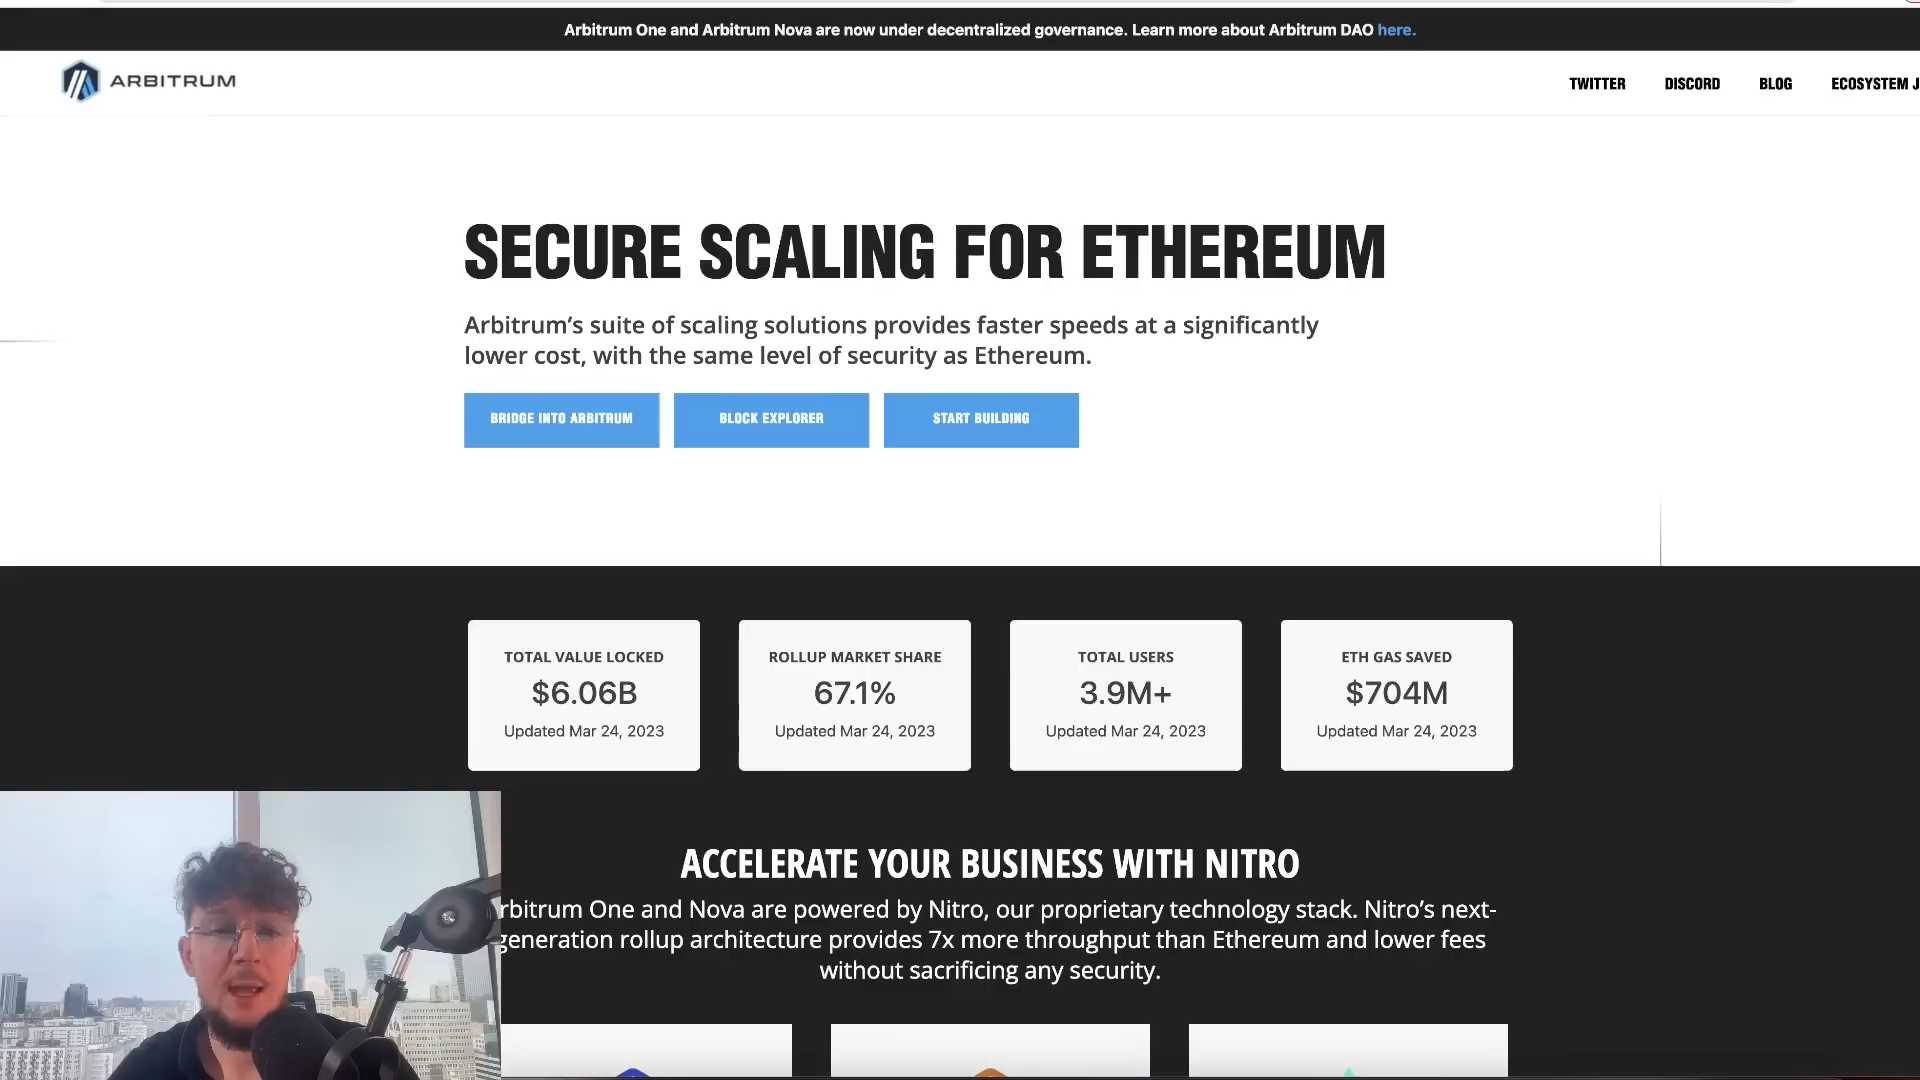 Arbitrum One and Arbitrum Nova are now under decentralized governance. Learn more about Arbitrum DAO here.
ARBITRUM
TWITTER DISCORD BLOG ECOSYSTEM J
SECURE SCALING FOR ETHEREUM
Arbitrum's suite of scaling solutions provides faster speeds at a significantly
lower cost, with the same level of security as Ethereum.
BRIDGE INTO ARBITRUM BLOCK EXPLORER START BUILDING
TOTAL VALUE LOCKED
$6.06B
Updated Mar 24, 2023
ROLLUP MARKET SHARE
67.1%
Updated Mar 24, 2023
TOTAL USERS
3.9M+
Updated Mar 24, 2023
ETH GAS SAVED
$704M
Updated Mar 24, 2023
ACCELERATE YOUR BUSINESS WITH NITRO
rbitrum One and Nova are powered by Nitro, our proprietary technology stack. Nitro's next-
generation rollup architecture provides 7x more throughput than Ethereum and lower fees
without sacrificing any security.